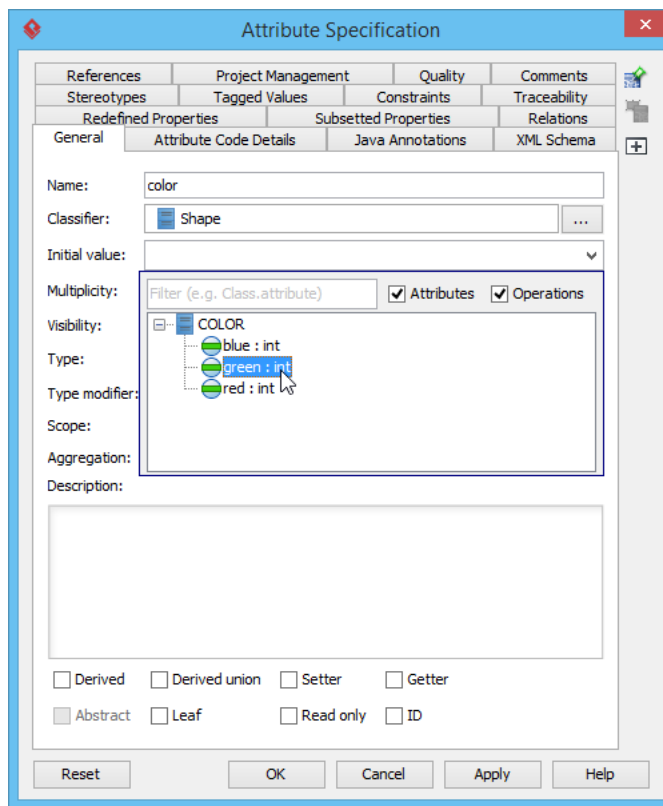 Attribute Specification
References Project Management Quality Comments
Stereotypes Tagged Values Constraints Traceability
Redefined Properties Subsetted Properties Relations
General Attribute Code Details Java Annotations XML Schema
Name: color
Classifier: Shape ...
Initial value:
Multiplicity: Filter (e.g. Class.attribute) Attributes Operations
Visibility: COLOR
blue : int
Type: green : int
Type modifier: red : int
Scope:
Aggregation:
Description:
Derived Derived union Setter Getter
Abstract Leaf Read only ID
Reset OK Cancel Apply Help